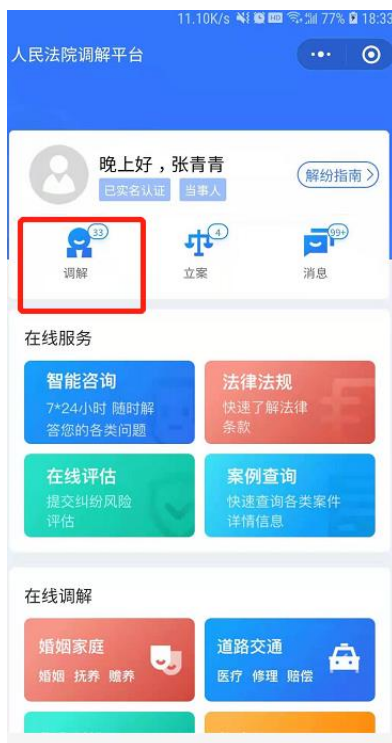 11.10K/s HD 5G 77% 18:33
人民法院调解平台
晚上好，张青青
已实名认证 当事人
解纷指南
33 4 99+
调解 立案 消息
在线服务
智能咨询 法律法规
7*24小时 随时解 快速了解法律
答您的各类问题 条款
在线评估 案例查询
提交纠纷风险 快速查询各类案件
评估 详情信息
在线调解
婚姻家庭 道路交通
婚姻 抚养 赡养 医疗 修理 赔偿